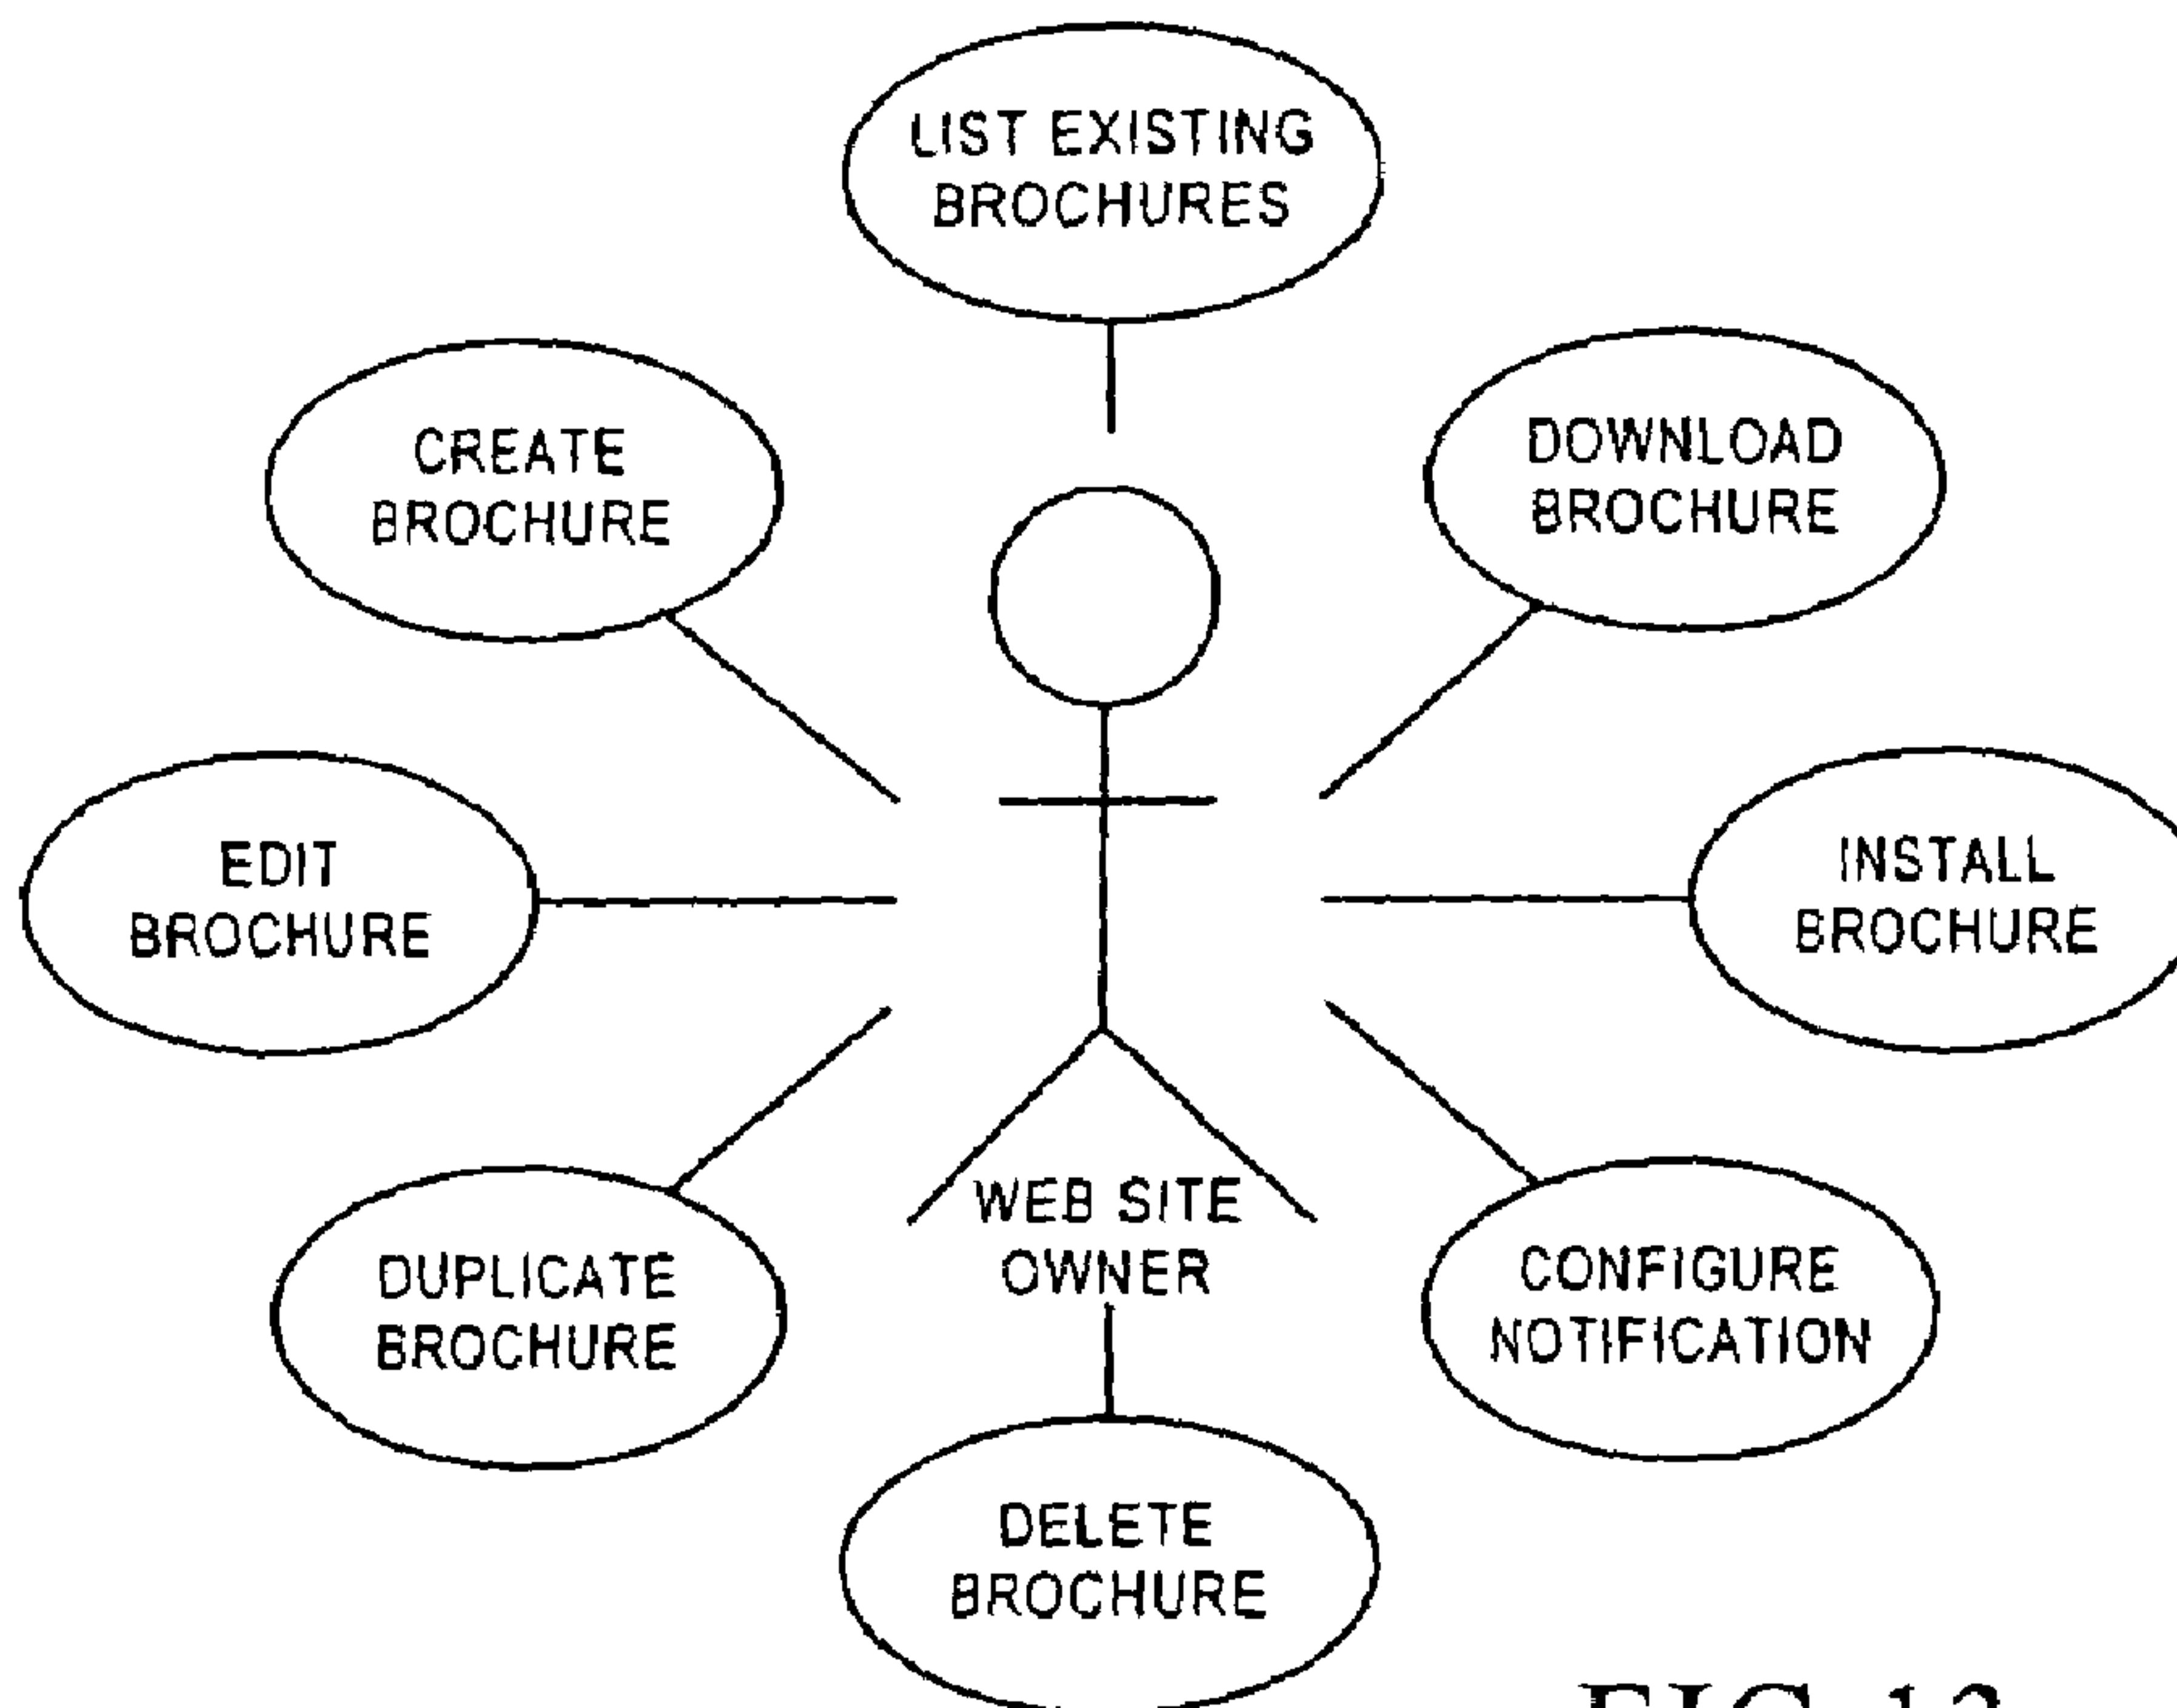 LIST EXISTING
BROCHURES
CREATE
BROCHURE
DOWNLOAD
BROCHURE
EDIT
BROCHURE
INSTALL
BROCHURE
WEB SITE
OWNER
DUPLICATE
BROCHURE
CONFIGURE
NOTIFICATION
DELETE
BROCHURE